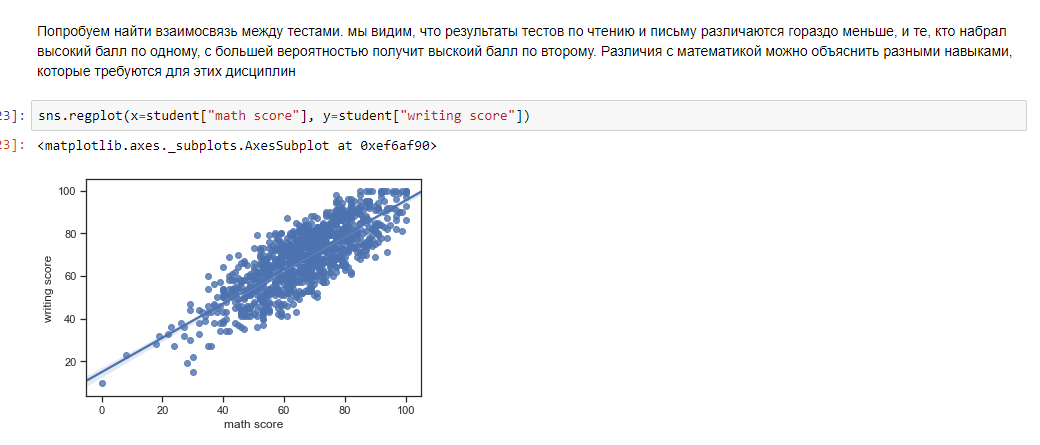 Попробуем найти взаимосвязь между тестами. мы видим, что результаты тестов по чтению и письму различаются гораздо меньше, и те, кто набрал
высокий балл по одному, с большей вероятностью получит выскоий балл по второму. Различия с математикой можно объяснить разными навыками,
которые требуются для этих дисциплин
23]: sns.regplot(x=student["math score"], y=student["writing score"])
23]: <matplotlib.axes._subplots.AxesSubplot at 0xef6af90>
100
80
60
40
20
writing score
0 20 40 60 80 100
math score